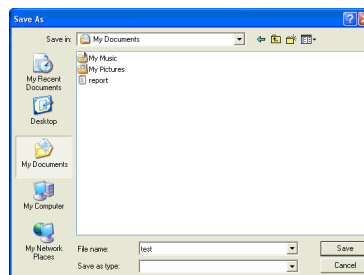 Save As
Save in: My Documents
My Music
My Pictures
report
My Recent
Documents
Desktop
My Documents
My Computer
My Network
Places
File name: test
Save
Save as type:
Cancel